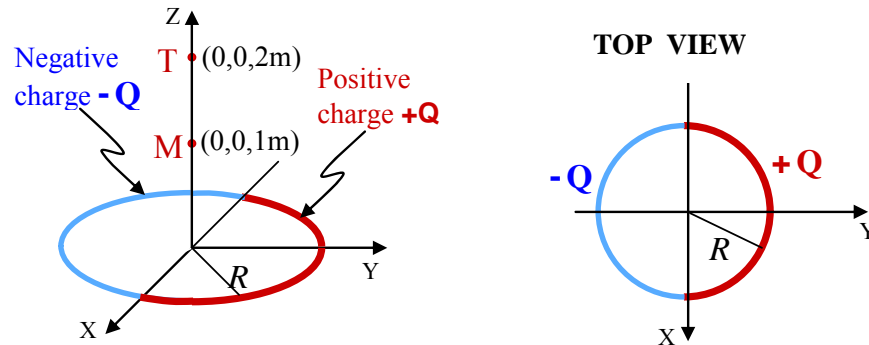 Z
Negative
charge - Q
T (0,0,2m)
Positive
charge +Q
M (0,0,1m)
R
Y
X
TOP VIEW
- Q
+ Q
R
Y
X